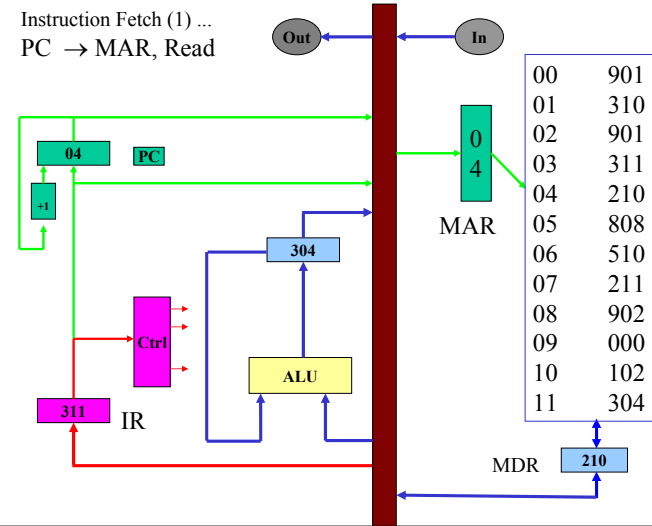 Instruction Fetch (1) ...
PC → MAR, Read
Out
In
04
PC
+1
0
4
MAR
00 901
01 310
02 901
03 311
04 210
05 808
06 510
07 211
08 902
09 000
10 102
11 304
304
Ctrl
ALU
311
IR
MDR
210